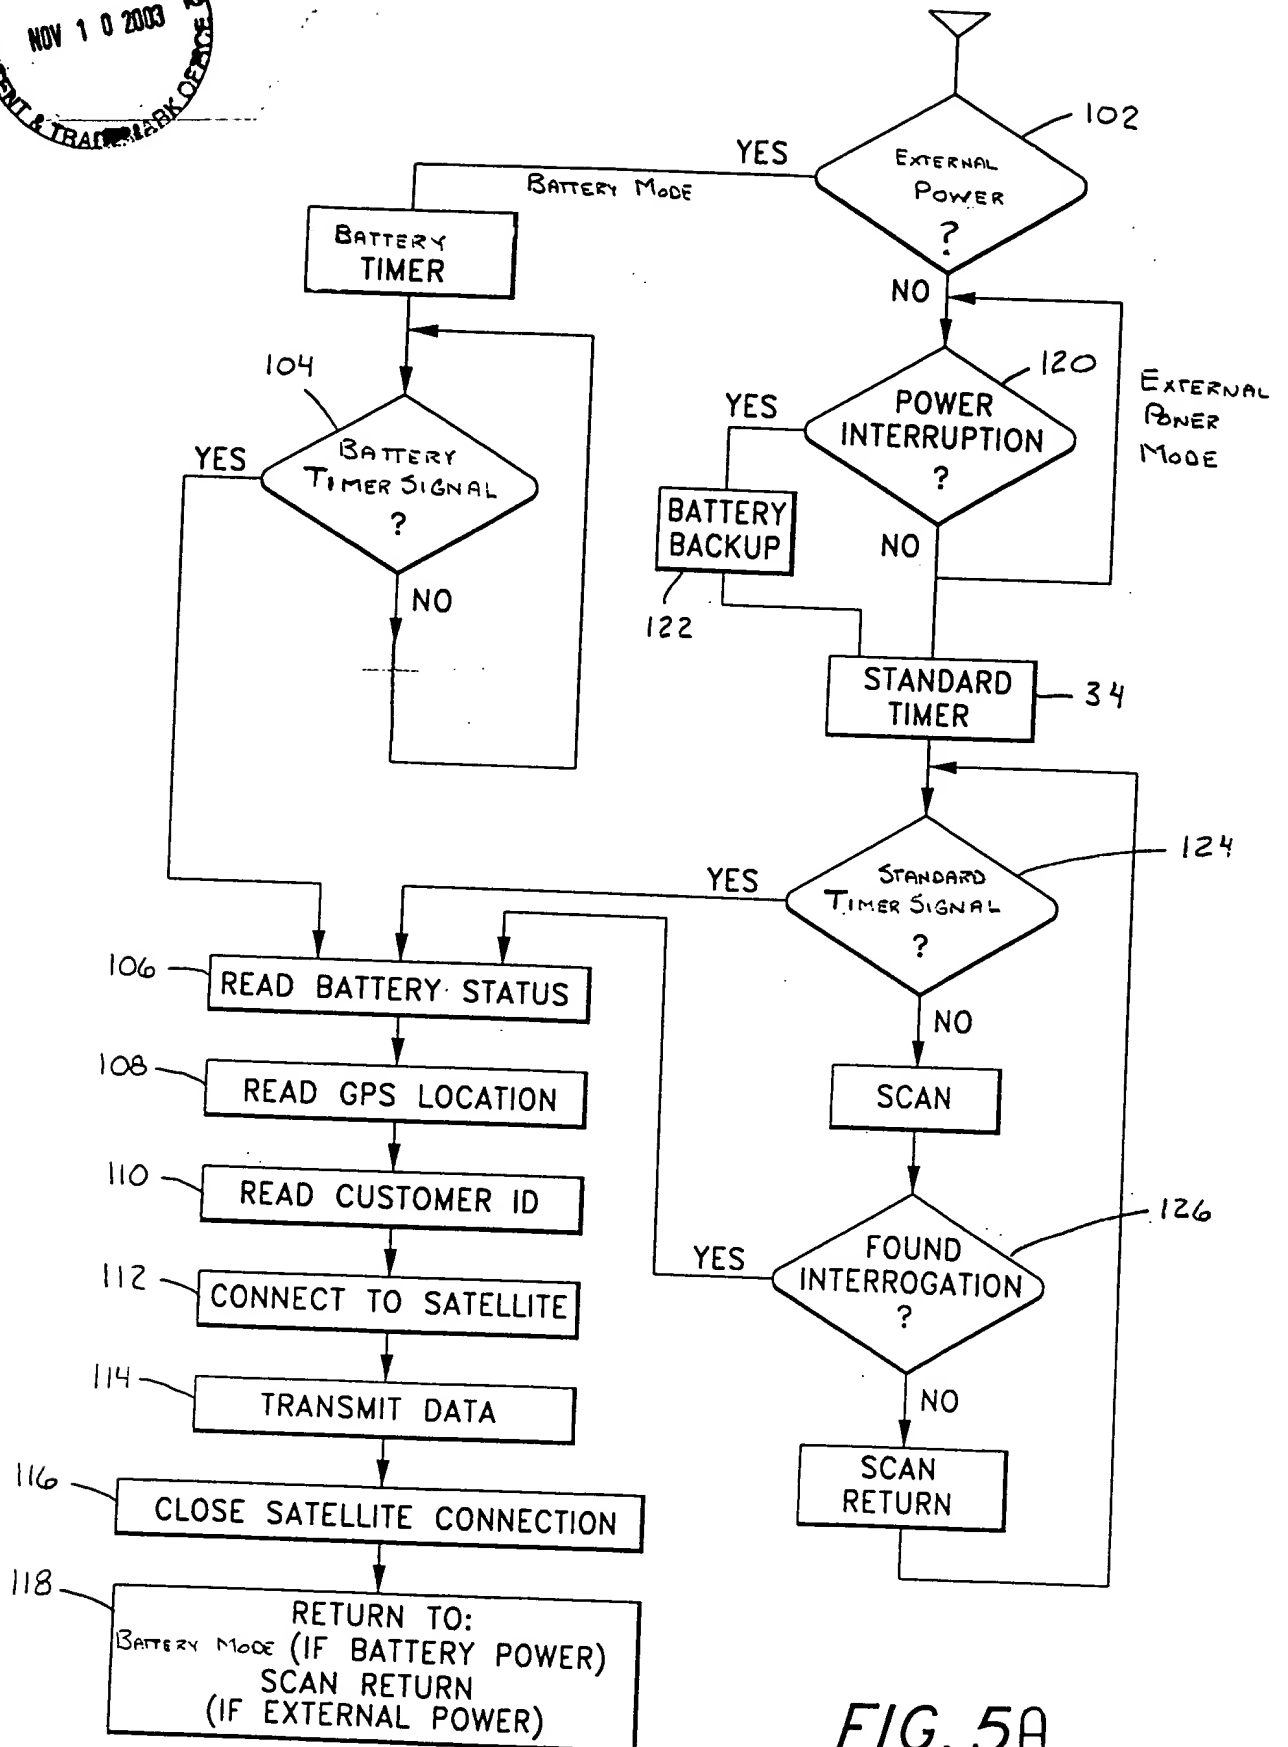 NOV 10 2003
ENT & TRADEMARK OFFICE
102
EXTERNAL
POWER
?
YES
BATTERY MODE
BATTERY
TIMER
NO
104
120
POWER
INTERRUPTION
?
EXTERNAL
POWER
MODE
YES
BATTERY
TIMER SIGNAL
?
YES
BATTERY
BACKUP
NO
122
NO
STANDARD
TIMER
34
124
STANDARD
TIMER SIGNAL
?
YES
106
READ BATTERY STATUS
NO
108
READ GPS LOCATION
SCAN
110
READ CUSTOMER ID
126
FOUND
INTERROGATION
?
YES
112
CONNECT TO SATELLITE
114
TRANSMIT DATA
NO
116
CLOSE SATELLITE CONNECTION
SCAN
RETURN
118
RETURN TO:
BATTERY MODE (IF BATTERY POWER)
SCAN RETURN
(IF EXTERNAL POWER)
FIG. 5A